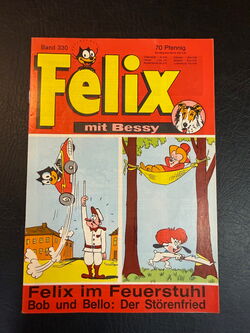 Band 330
70 Pfennig
Felix
mit Bessy
Felix im Feuerstuhl
Bob und Bello: Der Störenfried